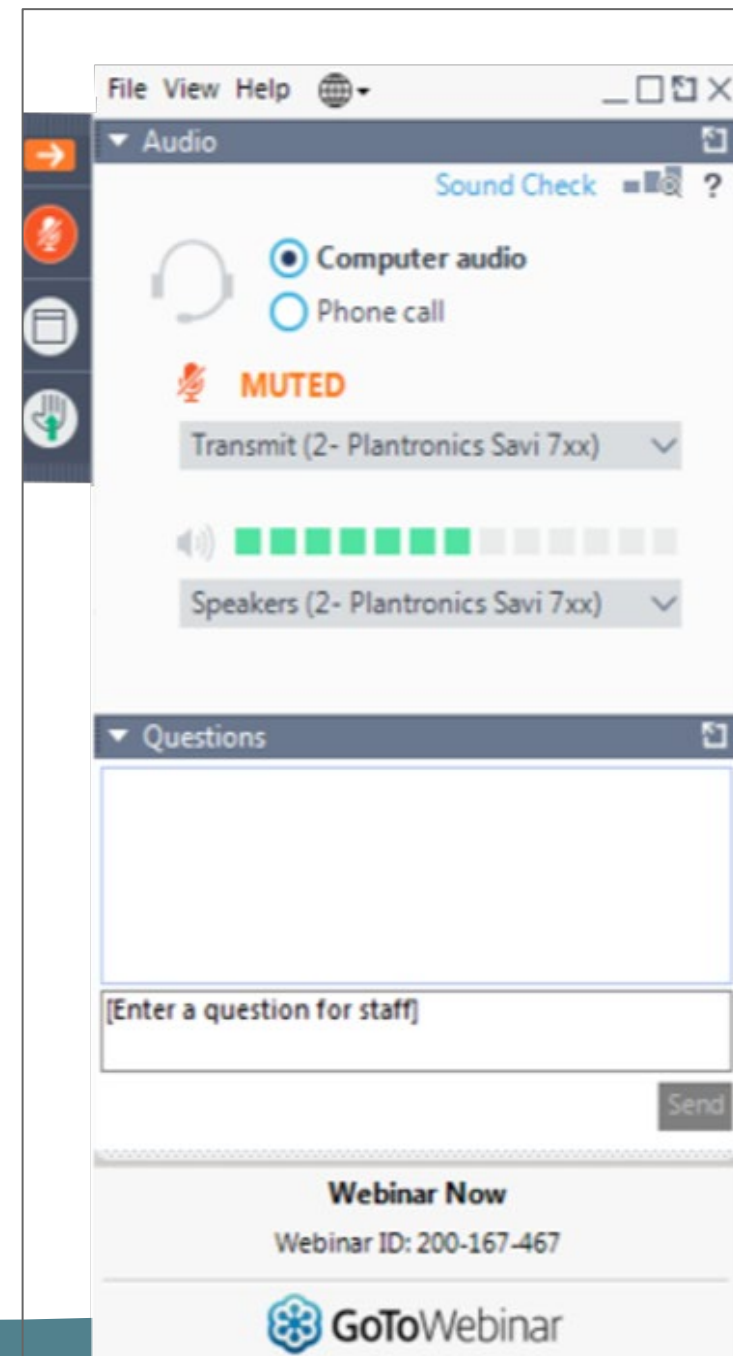 File View Help
Audio
Sound Check ?
Computer audio
Phone call
MUTED
Transmit (2- Plantronics Savi 7xx)
Speakers (2- Plantronics Savi 7xx)
Questions
[Enter a question for staff]
Send
Webinar Now
Webinar ID: 200-167-467
GoToWebinar